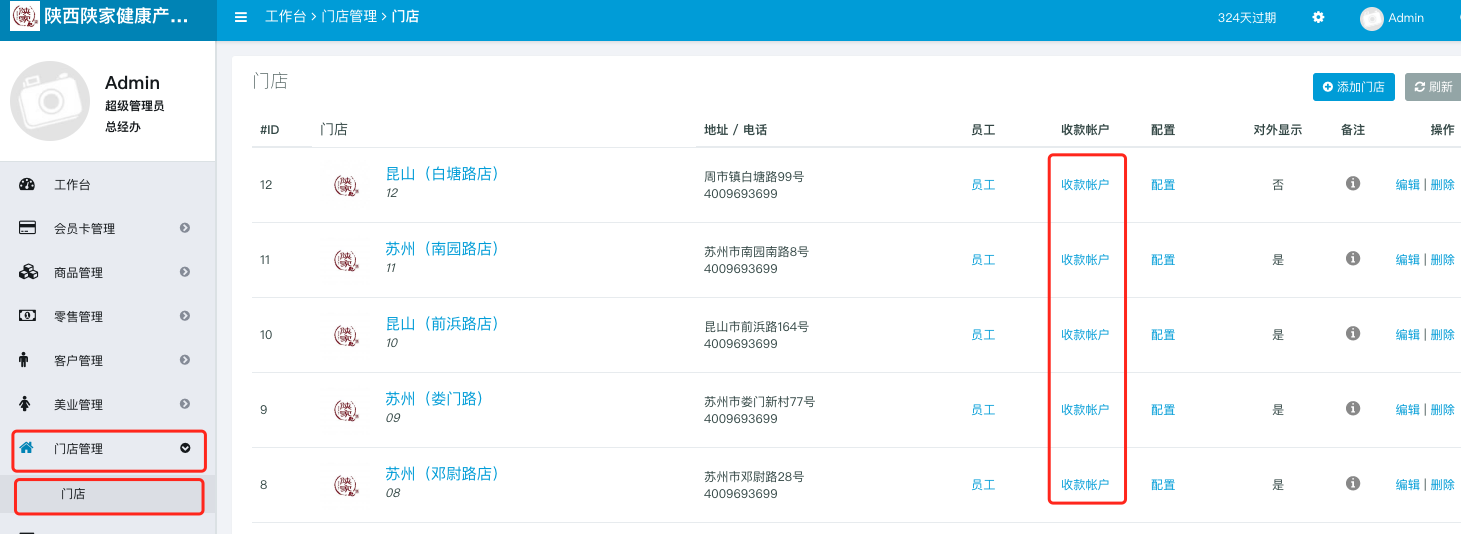 陕西陕家健康产...
工作台 > 门店管理 > 门店
324天过期
Admin
Admin
超级管理员
总经办
工作台
会员卡管理
商品管理
零售管理
客户管理
美业管理
门店管理
门店
门店
添加门店
刷新
#ID 门店 地址 / 电话 员工 收款帐户 配置 对外显示 备注 操作
12 昆山（白塘路店） 周市镇白塘路99号 员工 收款帐户 配置 否 编辑 | 删除
12 4009693699
11 苏州（南园路店） 苏州市南园南路8号 员工 收款帐户 配置 是 编辑 | 删除
11 4009693699
10 昆山（前浜路店） 昆山市前浜路164号 员工 收款帐户 配置 是 编辑 | 删除
10 4009693699
9 苏州（娄门路） 苏州市娄门新村77号 员工 收款帐户 配置 是 编辑 | 删除
09 4009693699
8 苏州（邓尉路店） 苏州市邓尉路28号 员工 收款帐户 配置 是 编辑 | 删除
08 4009693699